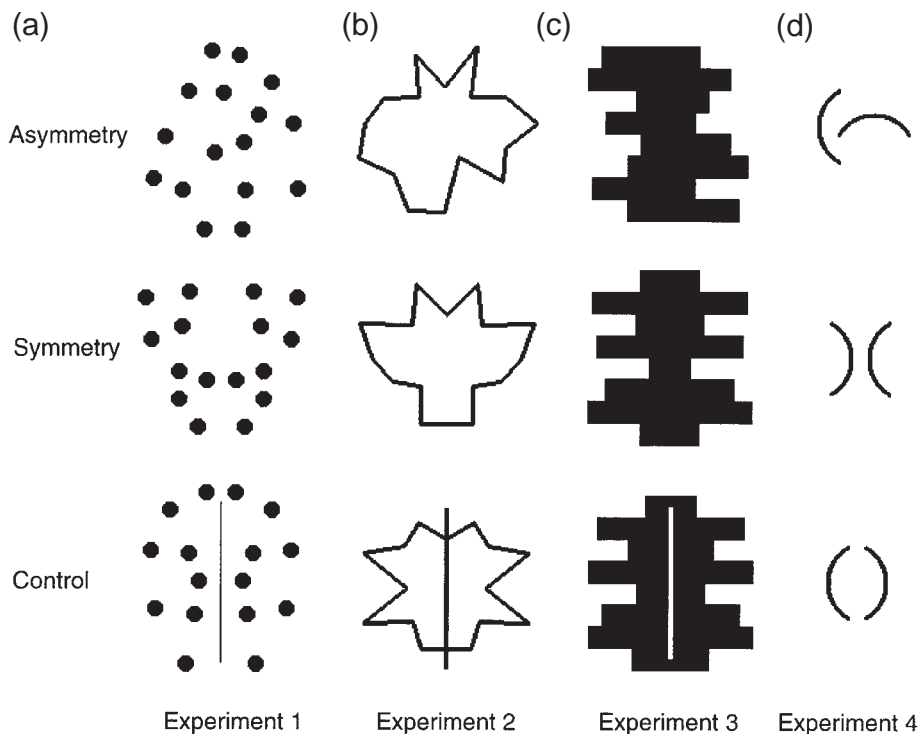 (a) (b) (c) (d)
Asymmetry
Symmetry
Control
Experiment 1 Experiment 2 Experiment 3 Experiment 4